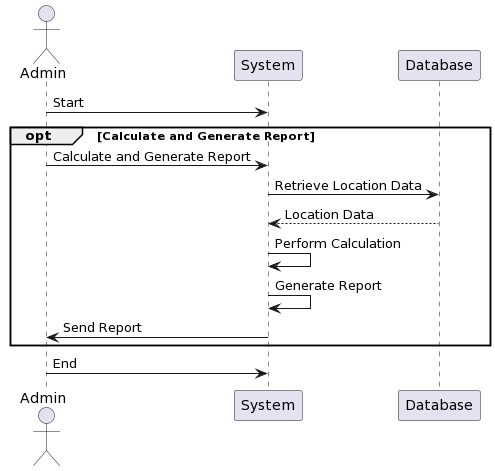 Admin
System
Database
Start
opt [Calculate and Generate Report]
Calculate and Generate Report
Retrieve Location Data
Location Data
Perform Calculation
Generate Report
Send Report
End
Admin
System
Database